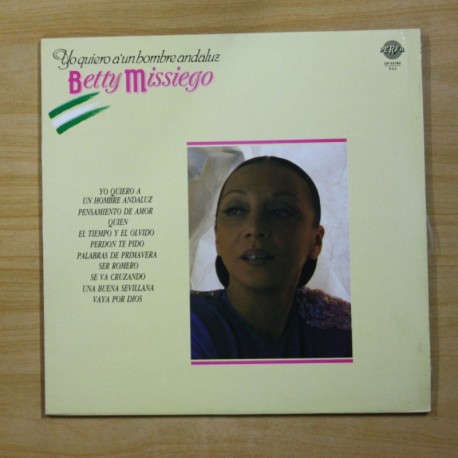 Yo quiero a un hombre andaluz
Betty Missiego
PERFIL
YO QUIERO A
UN HOMBRE ANDALUZ
PENSAMIENTO DE AMOR
QUIEN
EL TIEMPO Y EL OLVIDO
PERDON TE PIDO
PALABRAS DE PRIMAVERA
SER ROMERO
SE VA CRUZANDO
UNA BUENA SEVILLANA
VAYA POR DIOS